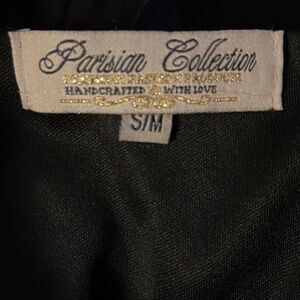 Parisian Collection
HANDCRAFTED WITH LOVE
S/M